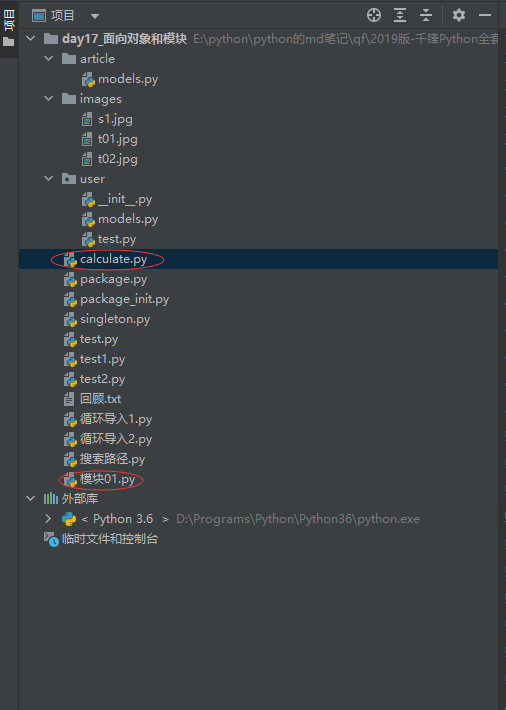 项目
项目
day17_面向对象和模块 E:\python\python的md笔记\qf\2019版-千锋Python全套
article
models.py
images
s1.jpg
t01.jpg
t02.jpg
user
__init__.py
models.py
test.py
calculate.py
package.py
package_init.py
singleton.py
test.py
test1.py
test2.py
回顾.txt
循环导入1.py
循环导入2.py
搜索路径.py
模块01.py
外部库
< Python 3.6 > D:\Programs\Python\Python36\python.exe
临时文件和控制台